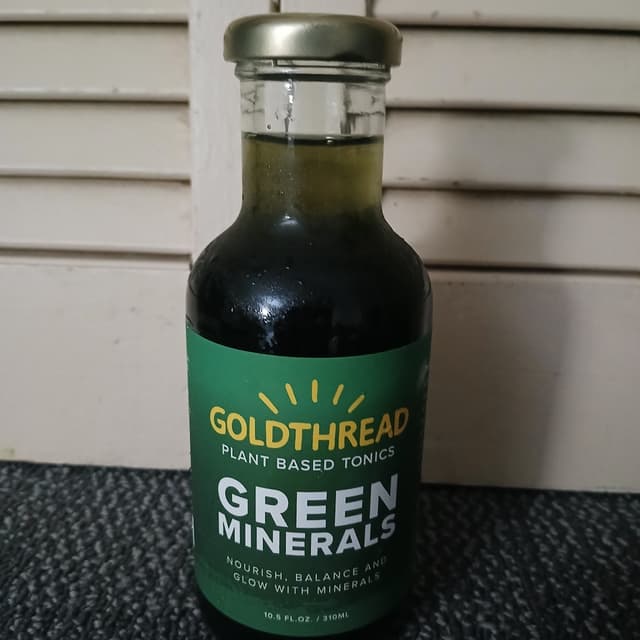 GOLDTHREAD
PLANT BASED TONICS
GREEN
MINERALS
NOURISH, BALANCE AND
GLOW WITH MINERALS
10.5 FL.OZ. / 310ML